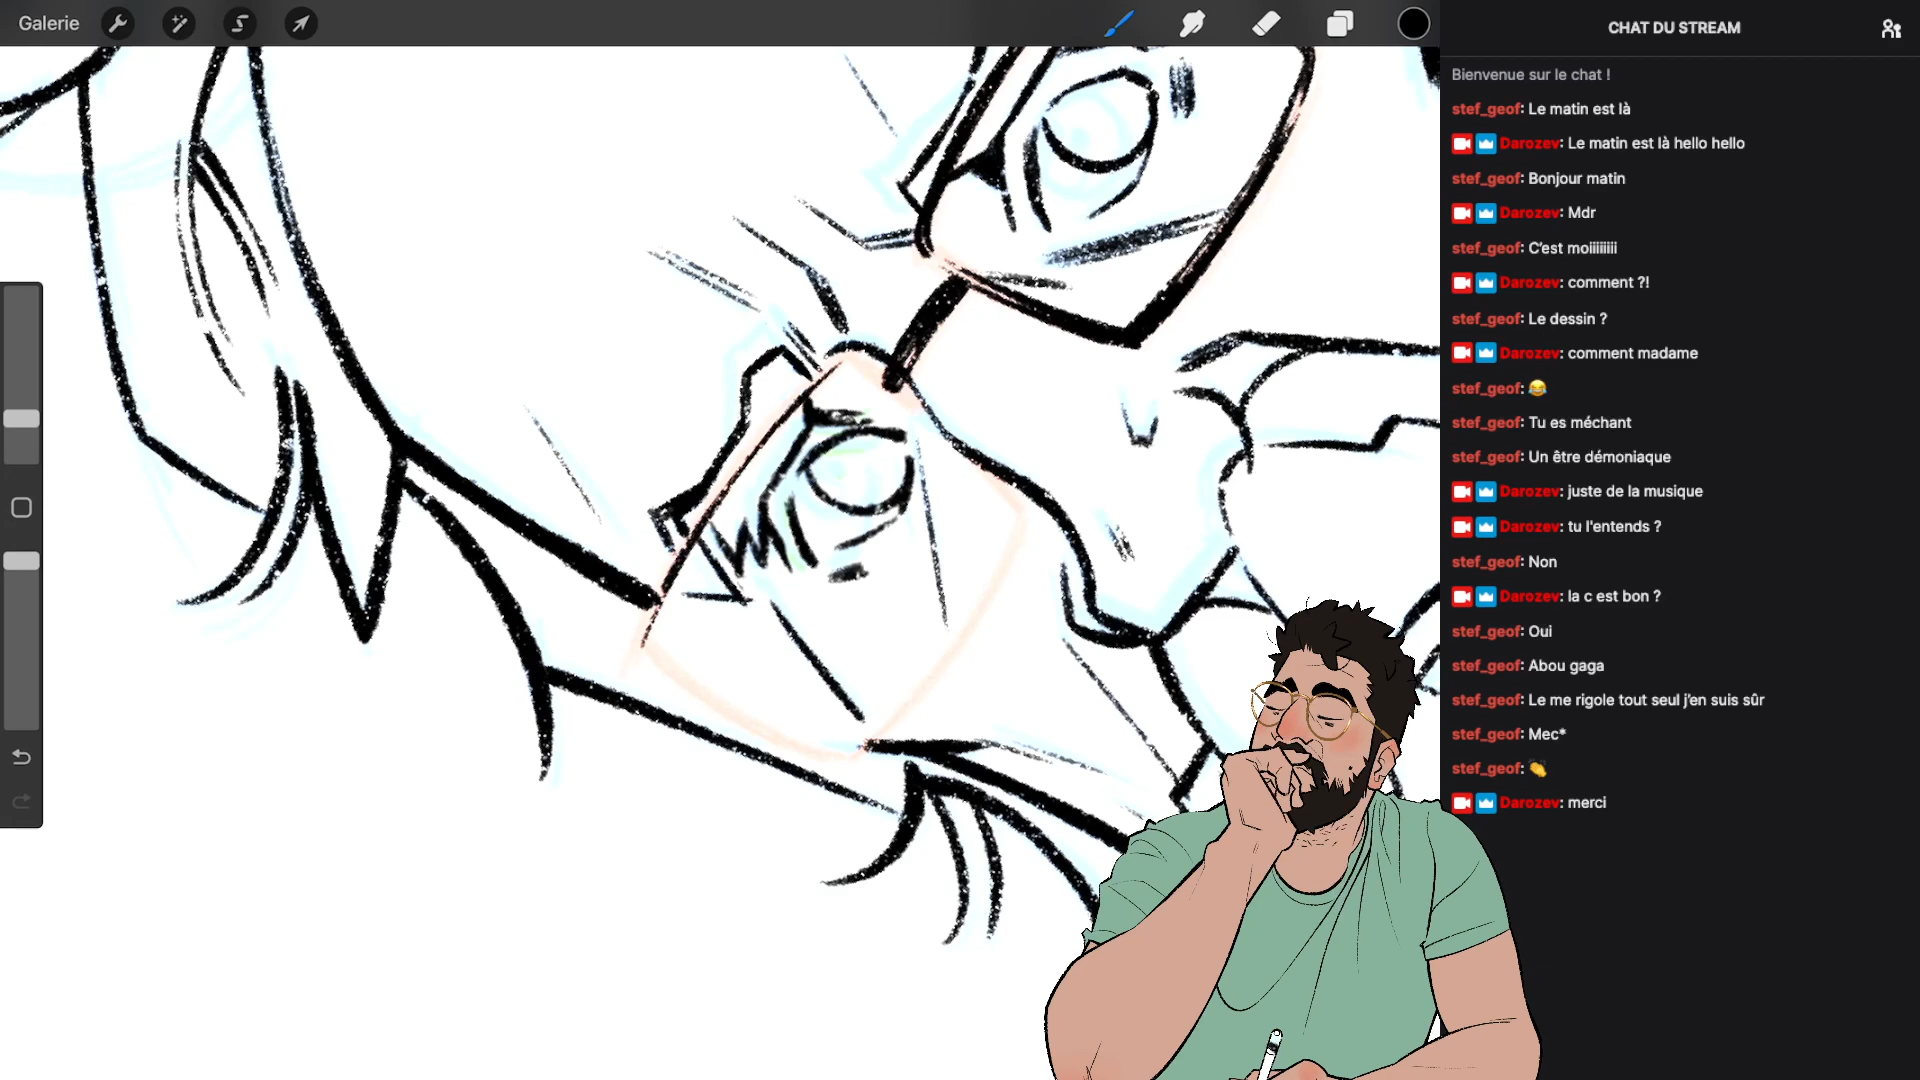 Galerie
CHAT DU STREAM
Bienvenue sur le chat !
stef_geof: Le matin est là
Darozev: Le matin est là hello hello
stef_geof: Bonjour matin
Darozev: Mdr
stef_geof: C'est moiiiiiiiii
Darozev: comment ?!
stef_geof: Le dessin ?
Darozev: comment madame
stef_geof: 😂
stef_geof: Tu es méchant
stef_geof: Un être démoniaque
Darozev: juste de la musique
Darozev: tu l'entends ?
stef_geof: Non
Darozev: la c est bon ?
stef_geof: Oui
stef_geof: Abou gaga
stef_geof: Le me rigole tout seul j'en suis sûr
stef_geof: Mec*
stef_geof: 👏
Darozev: merci